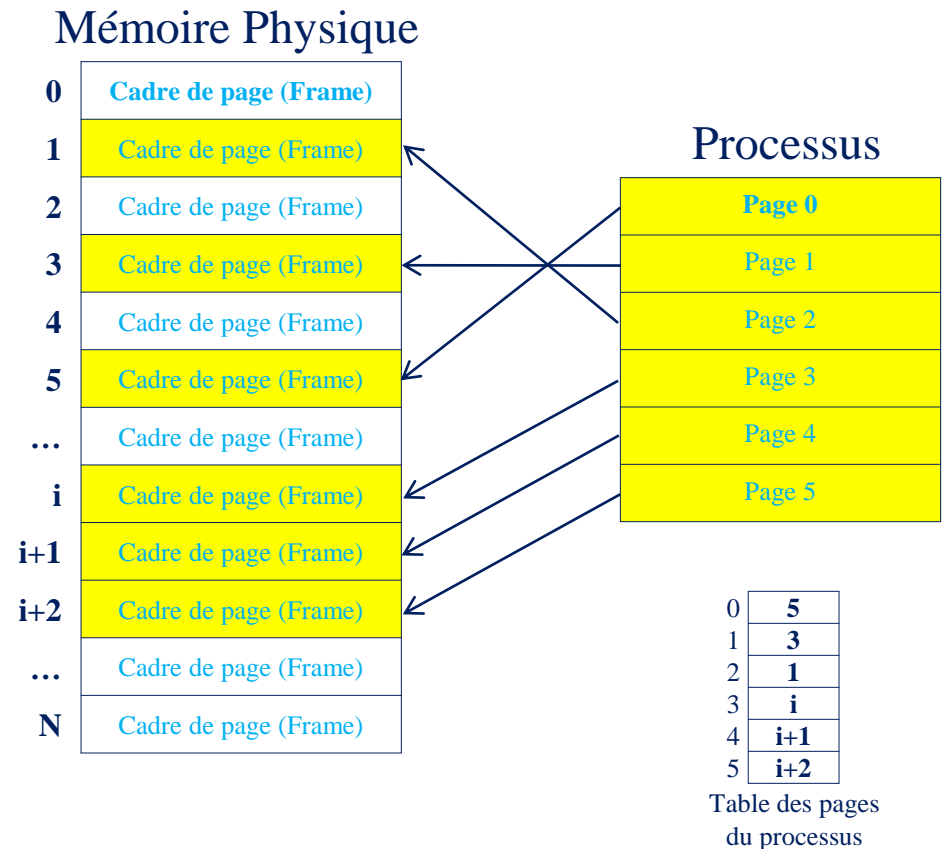 Mémoire Physique
0 Cadre de page (Frame)
1 Cadre de page (Frame)
2 Cadre de page (Frame)
3 Cadre de page (Frame)
4 Cadre de page (Frame)
5 Cadre de page (Frame)
... Cadre de page (Frame)
i Cadre de page (Frame)
i+1 Cadre de page (Frame)
i+2 Cadre de page (Frame)
... Cadre de page (Frame)
N Cadre de page (Frame)
Processus
Page 0
Page 1
Page 2
Page 3
Page 4
Page 5
0 5
1 3
2 1
3 i
4 i+1
5 i+2
Table des pages
du processus